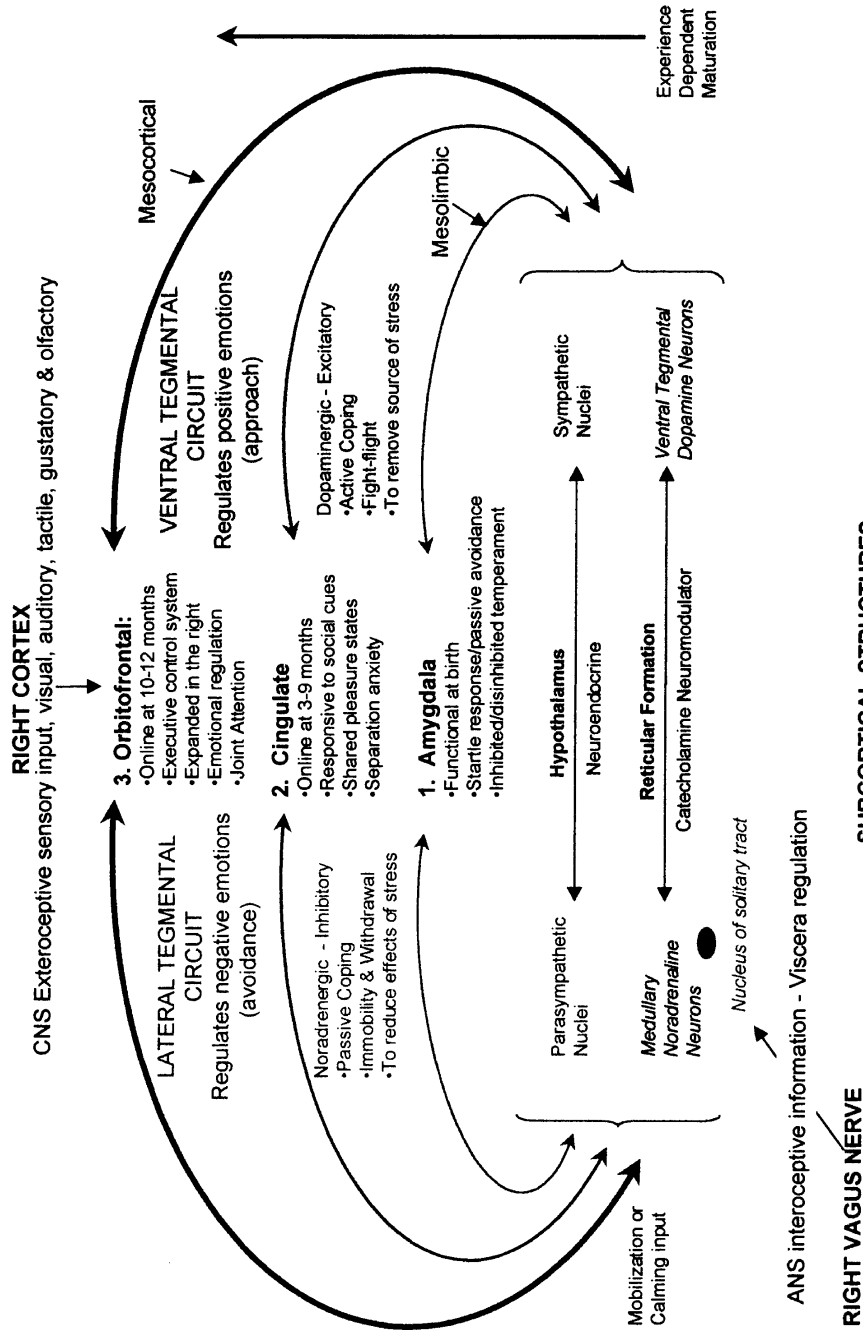 RIGHT CORTEX
CNS Exteroceptive sensory input, visual, auditory, tactile, gustatory & olfactory
LATERAL TEGMENTAL
CIRCUIT
Regulates negative emotions
(avoidance)
3. Orbitofrontal:
•Online at 10-12 months
•Executive control system
•Expanded in the right
•Emotional regulation
•Joint Attention
VENTRAL TEGMENTAL
CIRCUIT
Regulates positive emotions
(approach)
Mesocortical
Noradrenergic - Inhibitory
•Passive Coping
•Immobility & Withdrawal
•To reduce effects of stress
2. Cingulate
•Online at 3-9 months
•Responsive to social cues
•Shared pleasure states
•Separation anxiety
Dopaminergic - Excitatory
•Active Coping
•Fight-flight
•To remove source of stress
1. Amygdala
•Functional at birth
•Startle response/passive avoidance
•Inhibited/disinhibited temperament
Mesolimbic
Parasympathetic
Nuclei
Hypothalamus
Neuroendocrine
Sympathetic
Nuclei
Mobilization or
Calming input
Medullary
Noradrenaline
Neurons
Reticular Formation
Catecholamine Neuromodulator
Ventral Tegmental
Dopamine Neurons
Experience
Dependent
Maturation
Nucleus of solitary tract
ANS interoceptive information - Viscera regulation
RIGHT VAGUS NERVE
SUBCORTICAL STRUCTURES